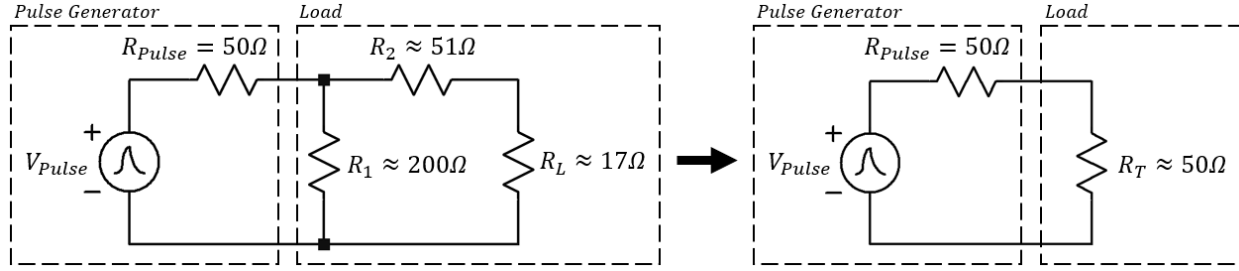 Pulse Generator
Load
R_Pulse = 50Ω
R_2 ≈ 51Ω
+
V_Pulse
−
R_1 ≈ 200Ω
R_L ≈ 17Ω
Pulse Generator
Load
R_Pulse = 50Ω
+
V_Pulse
−
R_T ≈ 50Ω